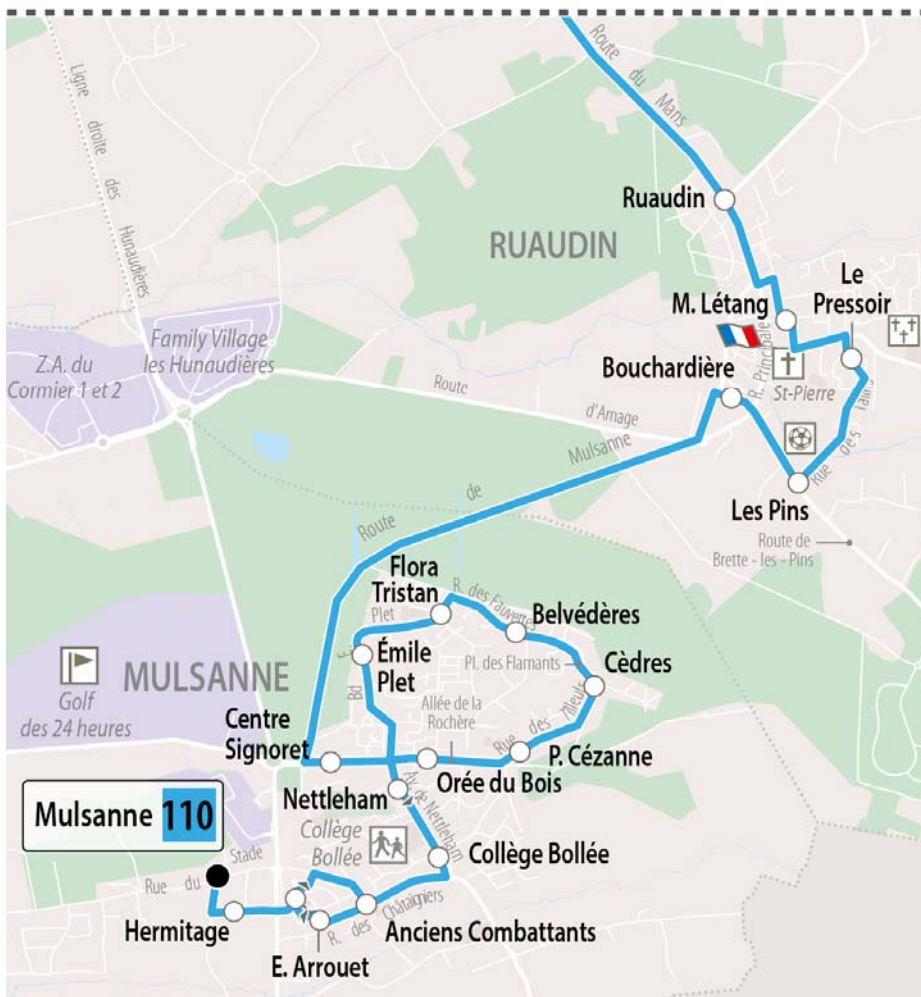 Route du Mans
Ligne droite des Hunaudières
Ruaudin
RUAUDIN
Le
Pressoir
M. Létang
R. Principale
Family Village
les Hunaudières
Z.A. du
Cormier 1 et 2
Bouchardière
St-Pierre
Route d'Arnage
Rue des Taillis
Route de Mulsanne
Les Pins
Route de
Brette - les - Pins
Flora
Tristan
R. des Fauvettes
Belvédères
Bd E. Plet
Émile
Plet
Pl. des Flamants
Cèdres
MULSANNE
Golf
des 24 heures
Allée de la
Rochère
Rue des Tilleuls
Centre
Signoret
P. Cézanne
Orée du Bois
Nettleham
Av. de Nettleham
Mulsanne 110
Collège
Bollée
Collège Bollée
Rue du Stade
R. des Châtaigniers
Hermitage
Anciens Combattants
E. Arrouet